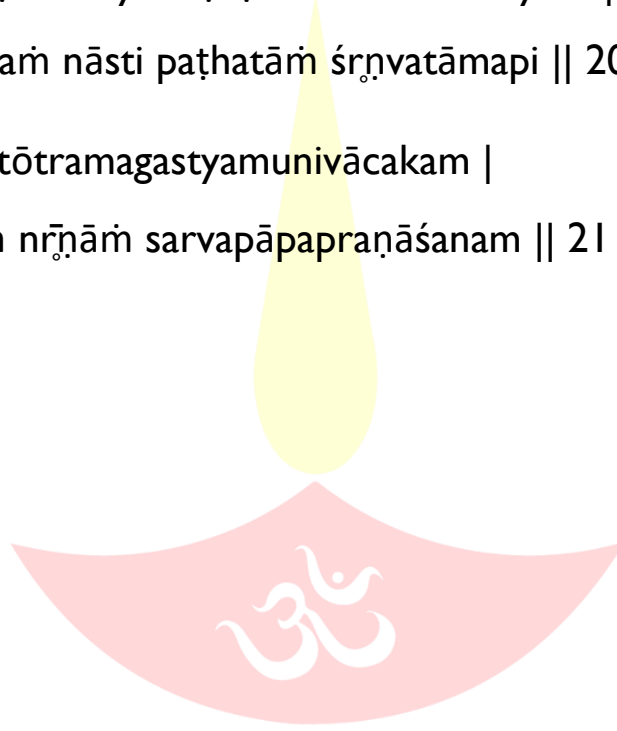 aṁ nāsti paṭhatāṁ śr̥ṇvatāmapi || 20
tōtramagastyamunivācakam |
nr̥̄ṇāṁ sarvapāpapraṇāśanam || 21
ॐ